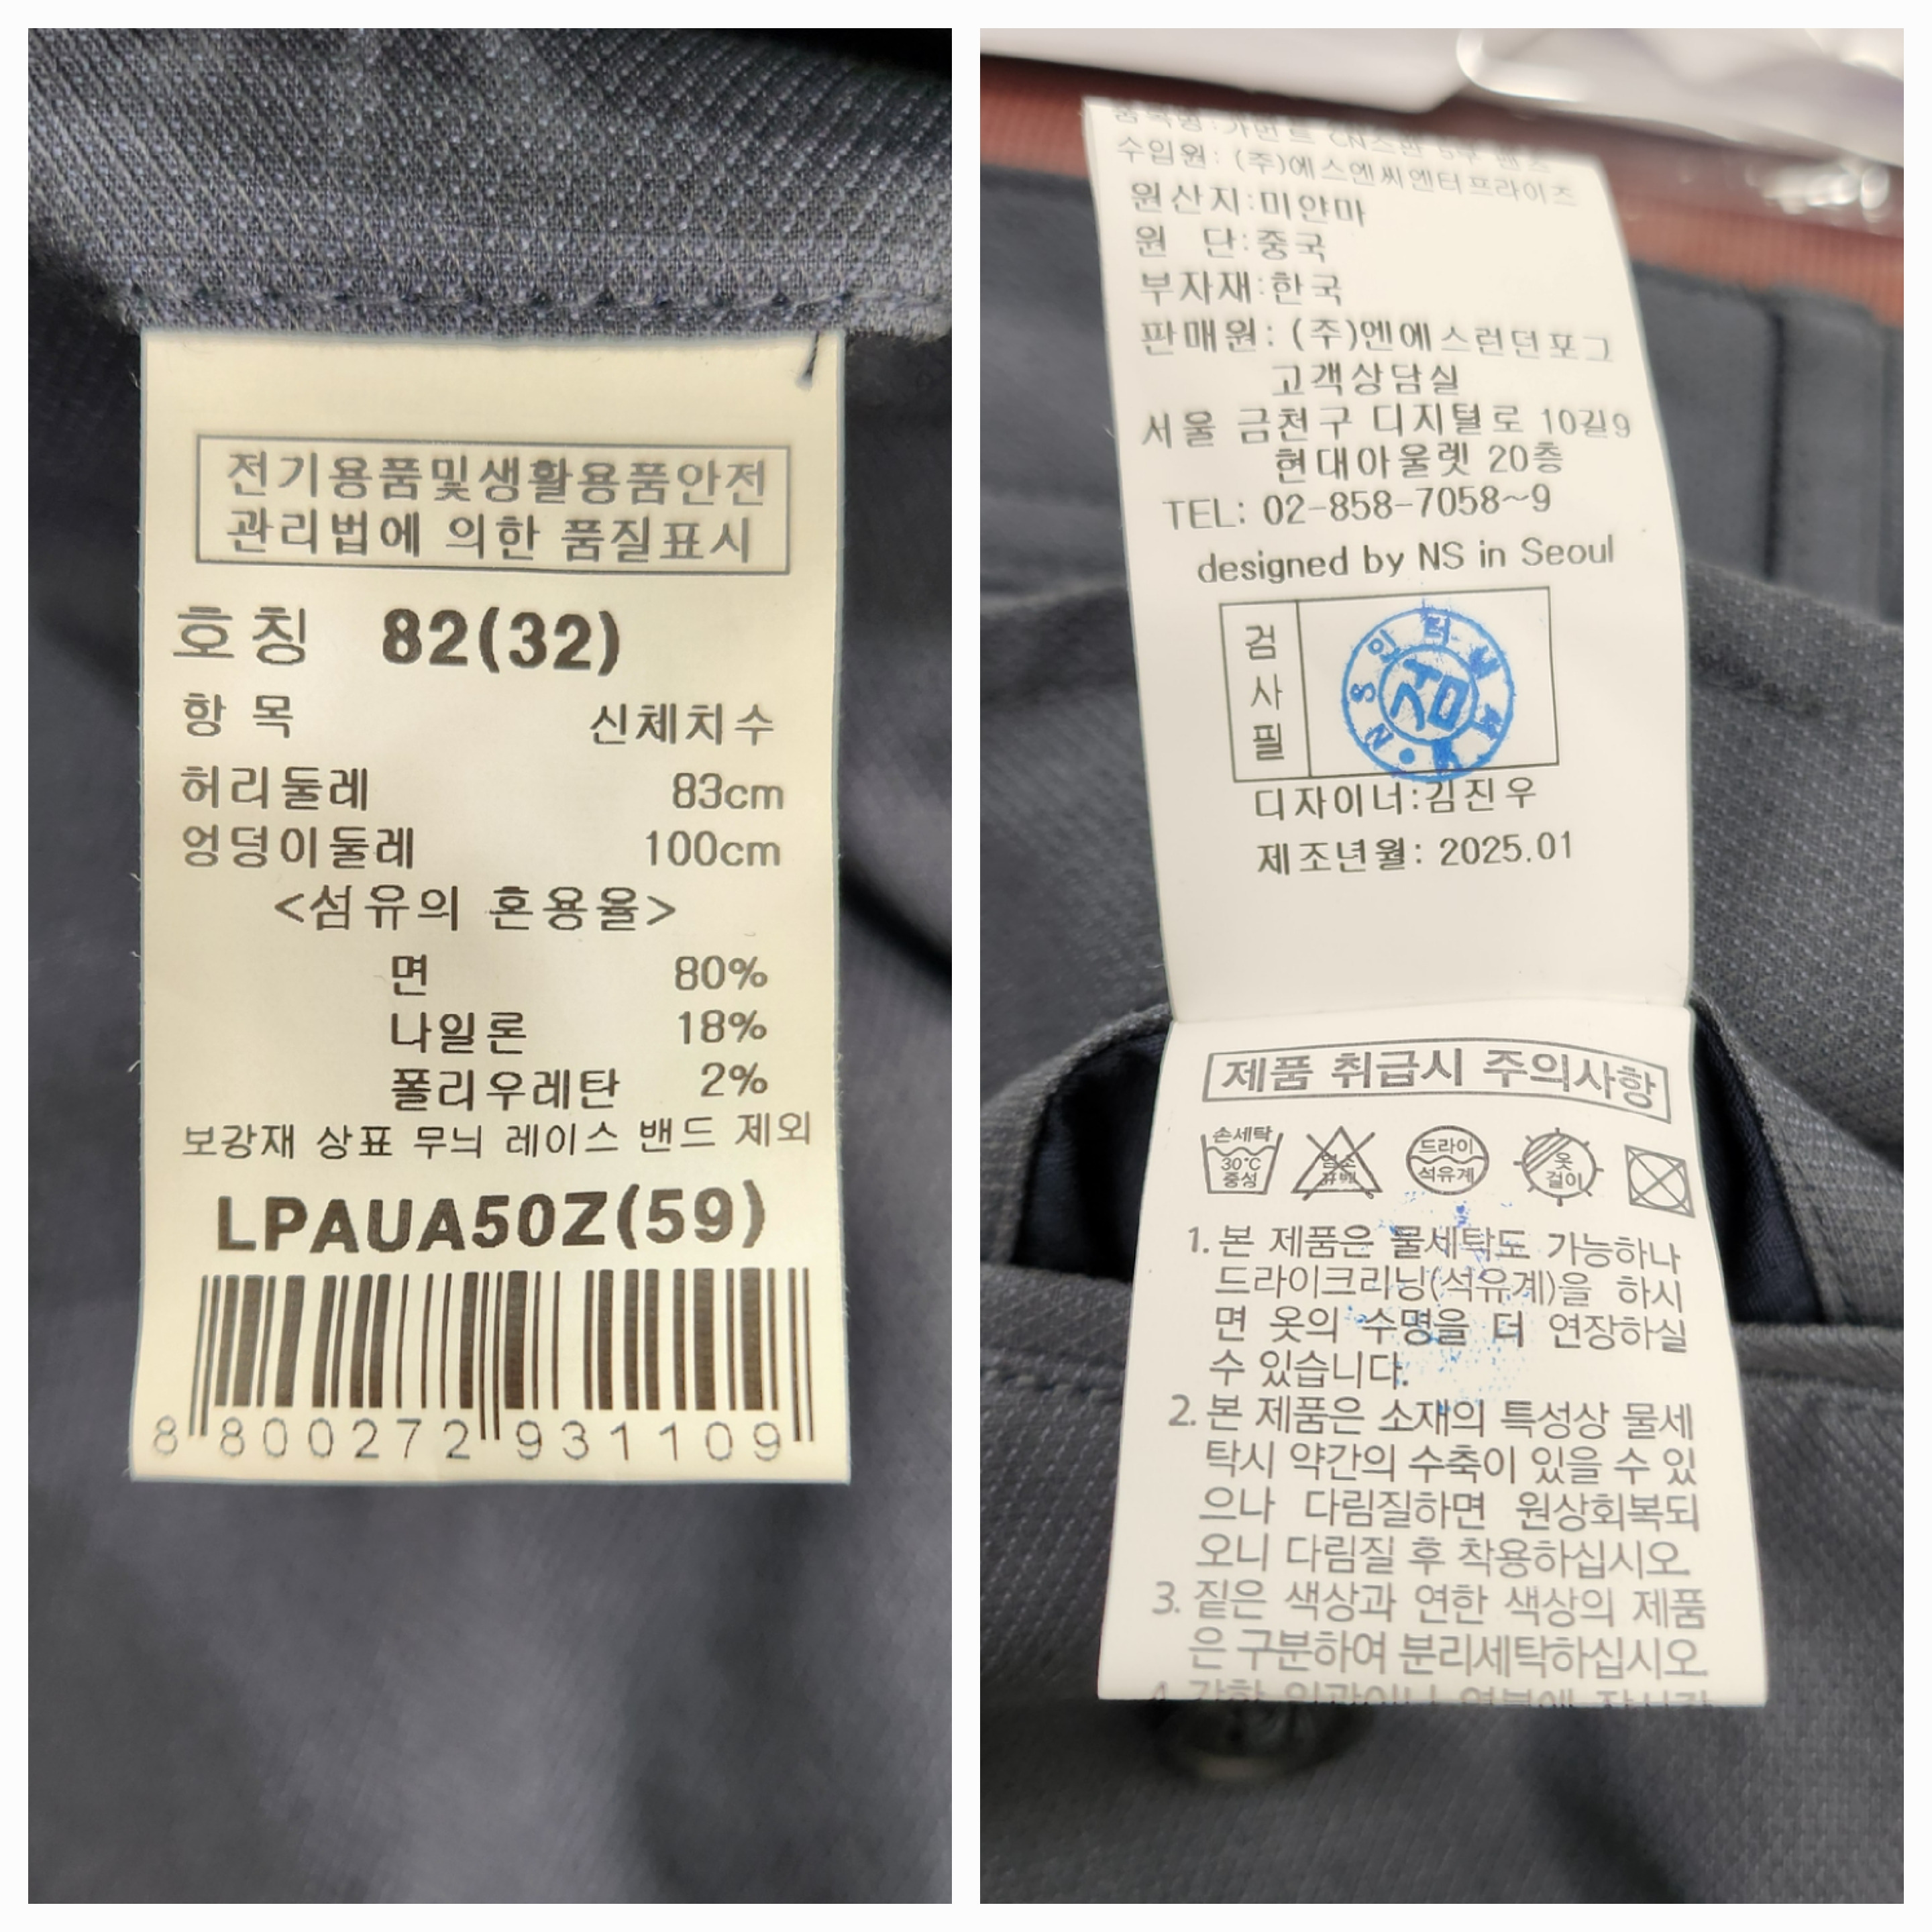 전기용품및생활용품안전
관리법에 의한 품질표시
호칭 82(32)
항목 신체치수
허리둘레 83cm
엉덩이둘레 100cm
<섬유의 혼용율>
면 80%
나일론 18%
폴리우레탄 2%
보강재 상표 무늬 레이스 밴드 제외
LPAUA50Z(59)
8 800272 931109
수입원: (주)에스엔씨엔터프라이즈
원산지:미얀마
원 단:중국
부자재:한국
판매원: (주)엔에스런던포그
고객상담실
서울 금천구 디지털로 10길9
현대아울렛 20층
TEL: 02-858-7058~9
designed by NS in Seoul
검사필
디자이너:김진우
제조년월: 2025.01
제품 취급시 주의사항
손세탁 30℃ 중성
염소 표백
드라이 석유계
옷걸이
1. 본 제품은 물세탁도 가능하나
드라이크리닝(석유계)을 하시
면 옷의 수명을 더 연장하실
수 있습니다.
2. 본 제품은 소재의 특성상 물세
탁시 약간의 수축이 있을 수 있
으나 다림질하면 원상회복되
오니 다림질 후 착용하십시오.
3. 짙은 색상과 연한 색상의 제품
은 구분하여 분리세탁하십시오.